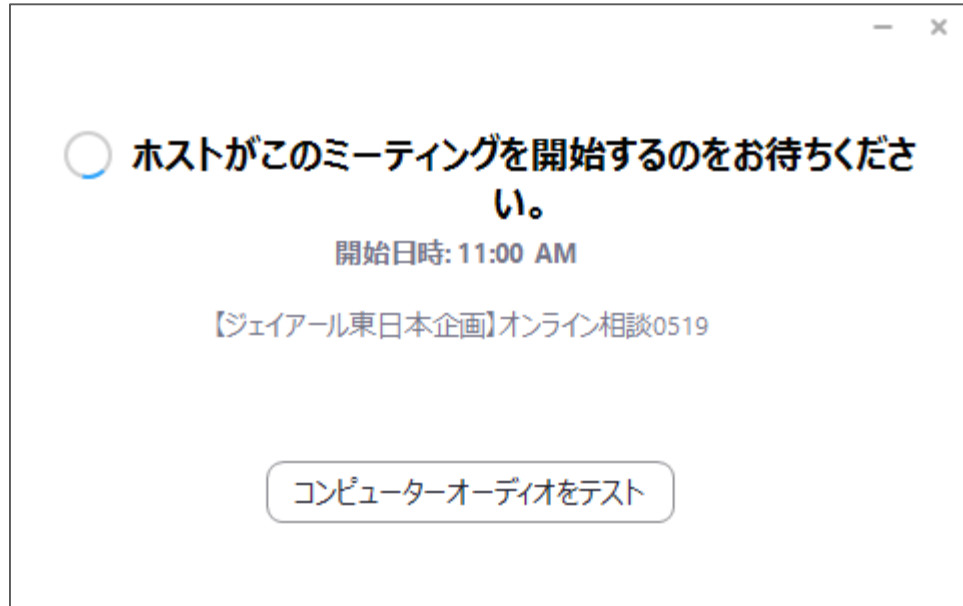 ホストがこのミーティングを開始するのをお待ちくださ
い。
開始日時: 11:00 AM
【ジェイアール東日本企画】オンライン相談0519
コンピューターオーディオをテスト